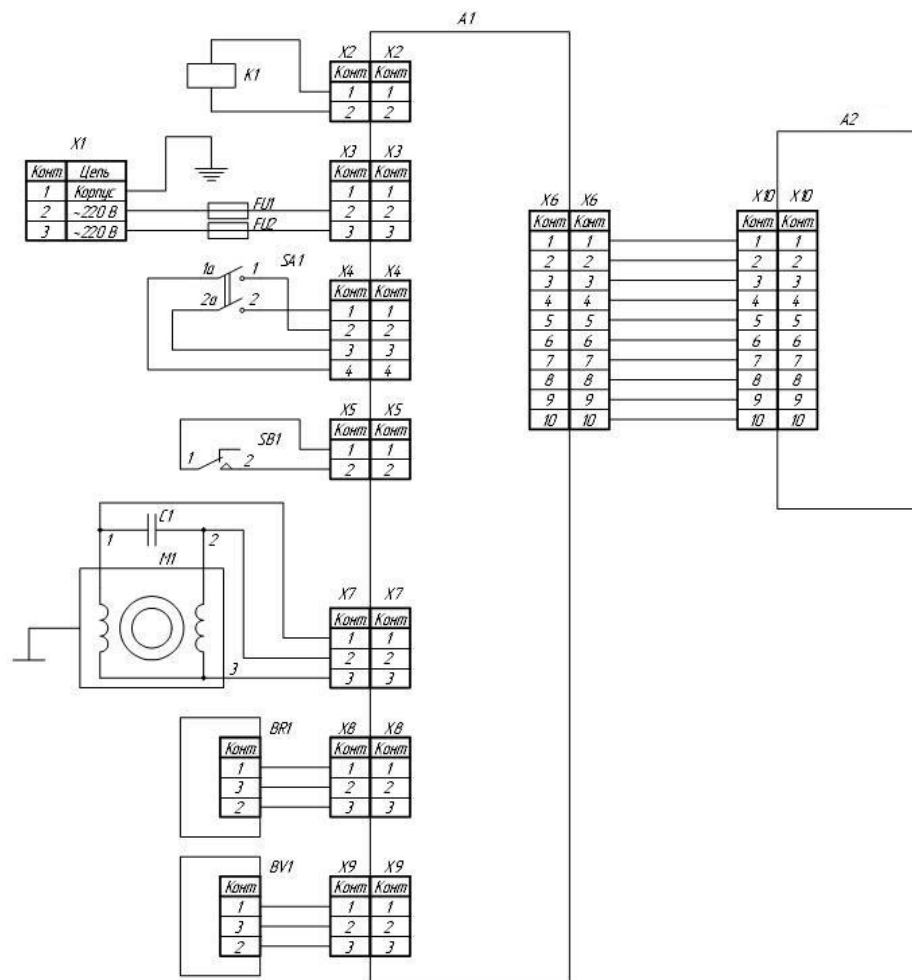 A1
X2 X2
Конт Конт
K1
1 1
2 2
A2
X1
X3 X3
Конт Цепь
Конт Конт
1 Корпус
1 1
2 ~220 В
FU1
2 2
3 ~220 В
FU2
3 3
X6 X6
Конт Конт
1 1
2 2
3 3
4 4
5 5
6 6
7 7
8 8
9 9
10 10
X10 X10
Конт Конт
1 1
2 2
3 3
4 4
5 5
6 6
7 7
8 8
9 9
10 10
SA1
1а 1
2а 2
X4 X4
Конт Конт
1 1
2 2
3 3
4 4
X5 X5
Конт Конт
SB1
1 1
1 2
2 2
C1
1 2
M1
3
X7 X7
Конт Конт
1 1
2 2
3 3
BR1
Конт
1
3
2
X8 X8
Конт Конт
1 1
2 2
3 3
BV1
Конт
1
3
2
X9 X9
Конт Конт
1 1
2 2
3 3